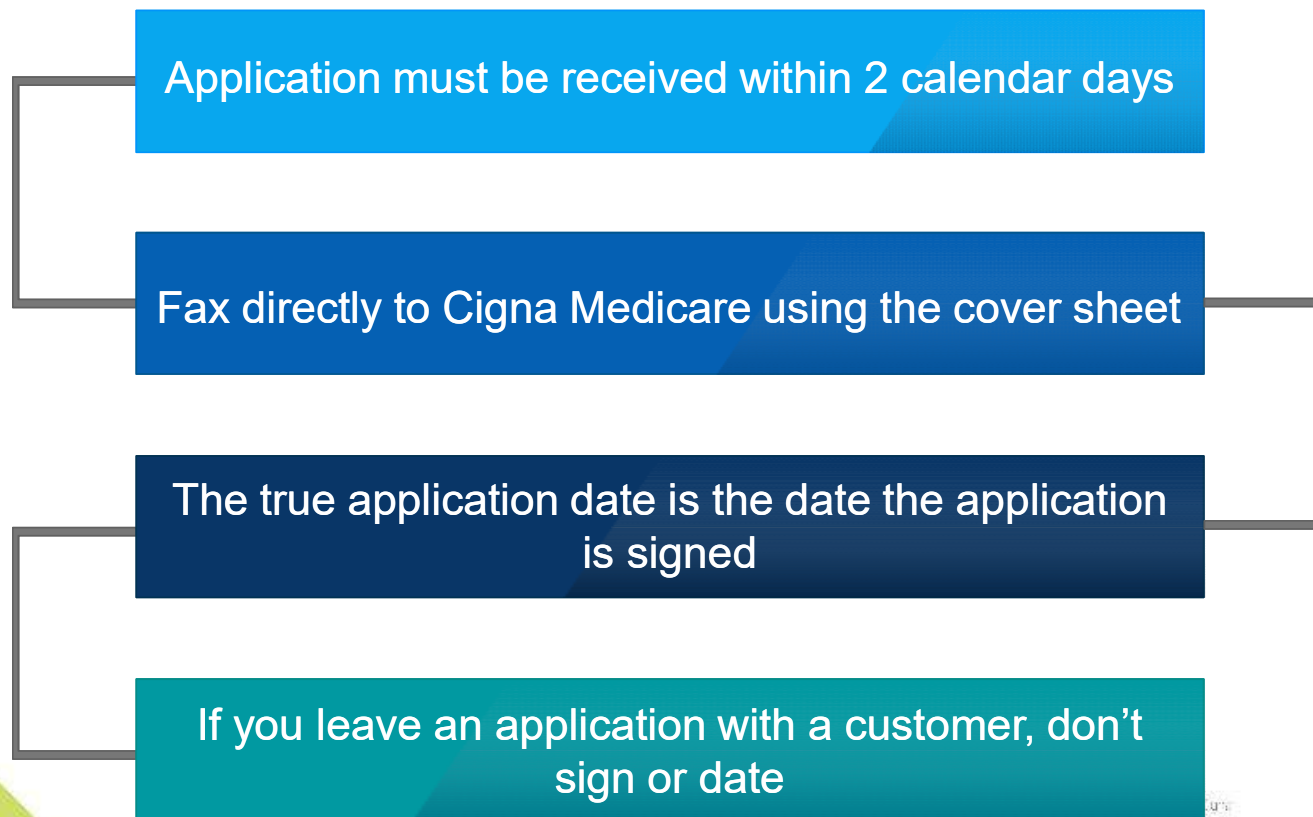 Application must be received within 2 calendar days
Fax directly to Cigna Medicare using the cover sheet
The true application date is the date the application
is signed
If you leave an application with a customer, don’t
sign or date